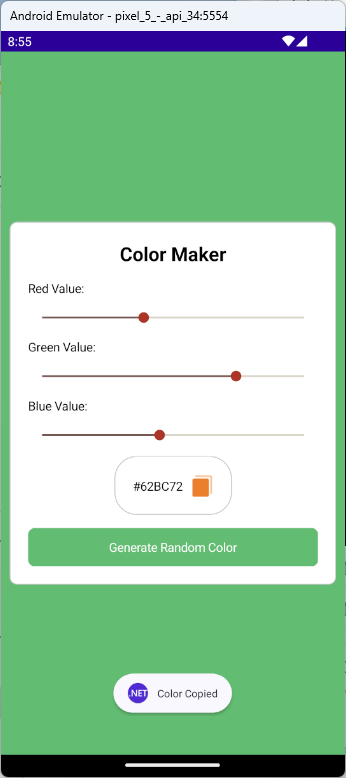 Android Emulator - pixel_5_-_api_34:5554
8:55
Color Maker
Red Value:
Green Value:
Blue Value:
#62BC72
Generate Random Color
.NET Color Copied